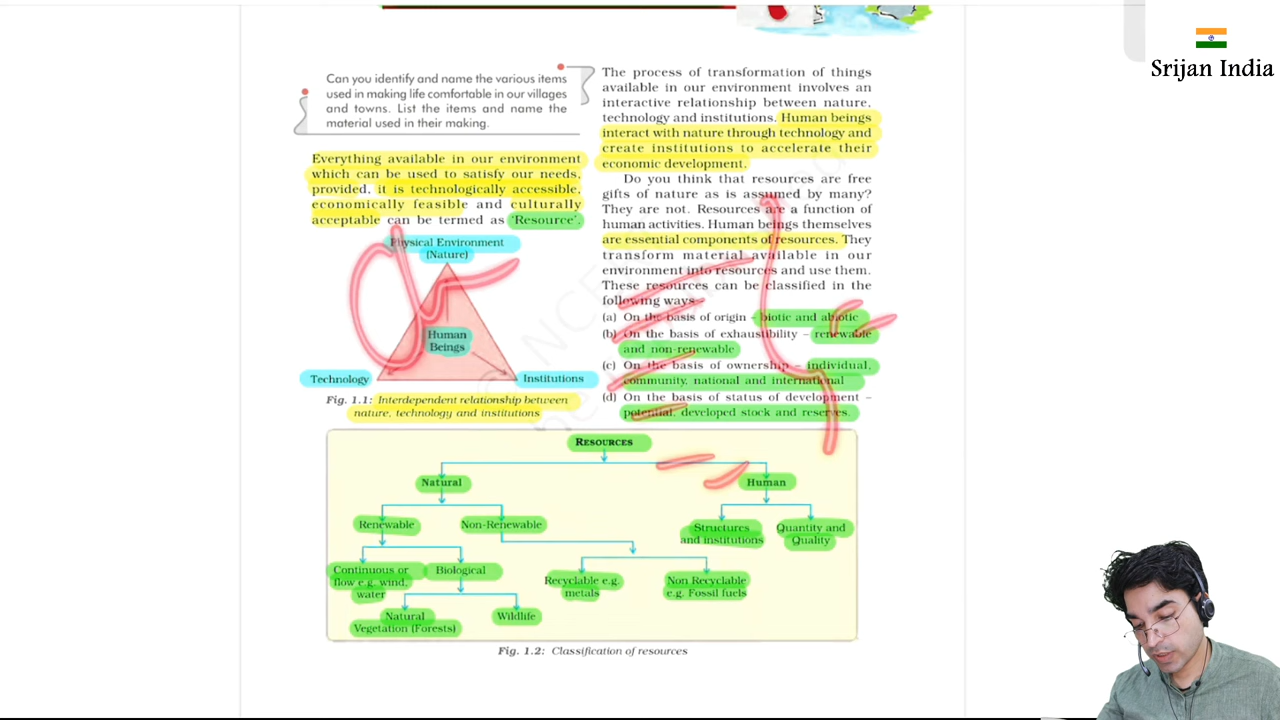 Srijan India
Can you identify and name the various items
used in making life comfortable in our villages
and towns. List the items and name the
material used in their making.
Everything available in our environment
which can be used to satisfy our needs,
provided, it is technologically accessible,
economically feasible and culturally
acceptable can be termed as 'Resource'.
Physical Environment
(Nature)
Human
Beings
Technology
Institutions
Fig. 1.1: Interdependent relationship between
nature, technology and institutions
The process of transformation of things
available in our environment involves an
interactive relationship between nature,
technology and institutions. Human beings
interact with nature through technology and
create institutions to accelerate their
economic development.
Do you think that resources are free
gifts of nature as is assumed by many?
They are not. Resources are a function of
human activities. Human beings themselves
are essential components of resources. They
transform material available in our
environment into resources and use them.
These resources can be classified in the
following ways–
(a) On the basis of origin – biotic and abiotic
(b) On the basis of exhaustibility – renewable
and non-renewable
(c) On the basis of ownership – individual,
community, national and international
(d) On the basis of status of development –
potential, developed stock and reserves.
RESOURCES
Natural
Human
Renewable
Non-Renewable
Structures
and institutions
Quantity and
Quality
Continuous or
flow e.g. wind,
water
Biological
Recyclable e.g.
metals
Non Recyclable
e.g. Fossil fuels
Natural
Vegetation (Forests)
Wildlife
Fig. 1.2: Classification of resources